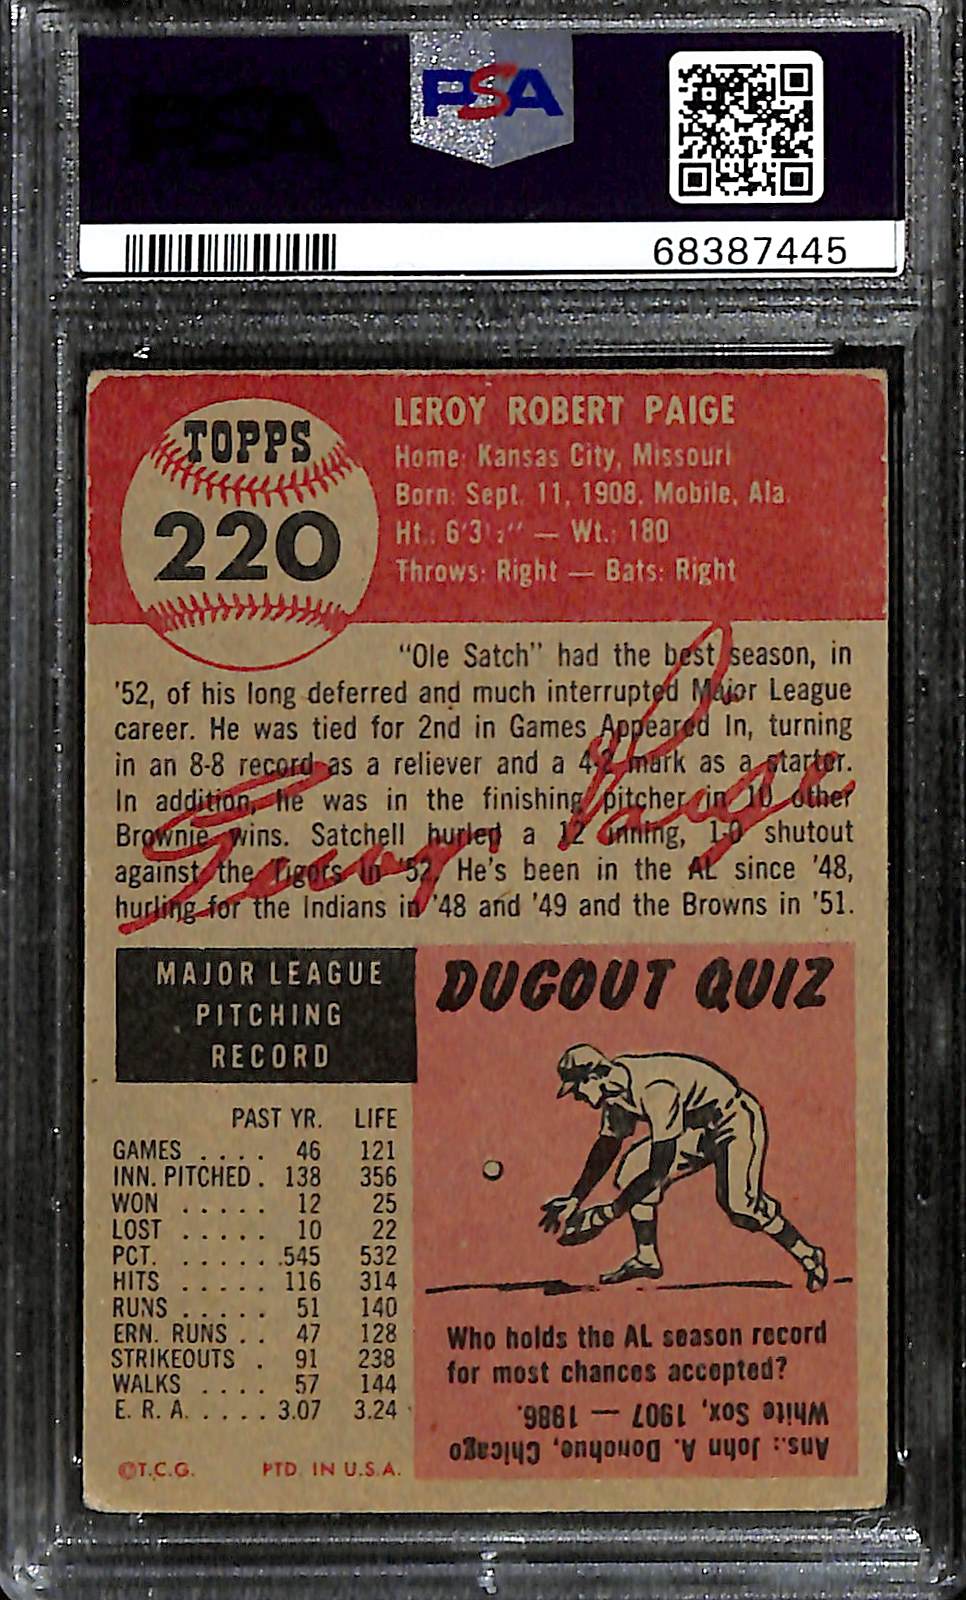 PSA
68387445
TOPPS
220
LEROY ROBERT PAIGE
Home: Kansas City, Missouri
Born: Sept. 11, 1908, Mobile, Ala.
Ht.: 6'3½" — Wt.: 180
Throws: Right — Bats: Right
"Ole Satch" had the best season, in
'52, of his long deferred and much interrupted Major League
career. He was tied for 2nd in Games Appeared In, turning
in an 8-8 record as a reliever and a 4-2 mark as a starter.
In addition, he was in the finishing pitcher in 10 other
Brownie wins. Satchell hurled a 12 inning, 1-0 shutout
against the Tigers in '52. He's been in the AL since '48,
hurling for the Indians in '48 and '49 and the Browns in '51.
MAJOR LEAGUE
PITCHING
RECORD
PAST YR. LIFE
GAMES . . . . 46 121
INN. PITCHED . 138 356
WON . . . . . 12 25
LOST . . . . . 10 22
PCT. . . . . . .545 532
HITS . . . . . 116 314
RUNS . . . . . 51 140
ERN. RUNS . . 47 128
STRIKEOUTS . 91 238
WALKS . . . . 57 144
E. R. A. . . . . 3.07 3.24
©T.C.G. PTD. IN U.S.A.
DUGOUT QUIZ
Who holds the AL season record
for most chances accepted?
Ans.: John A. Donohue, Chicago
White Sox, 1907 — 1986.